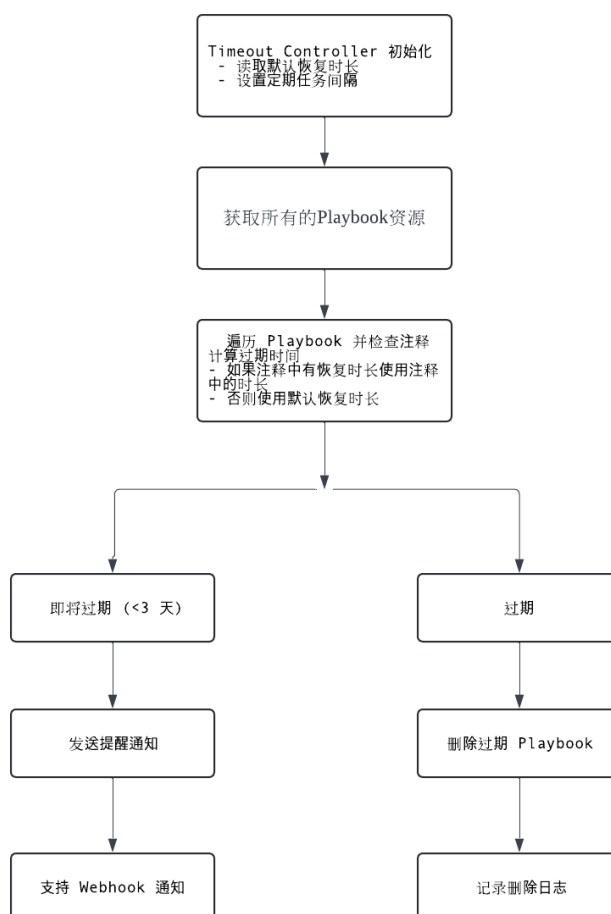 Timeout Controller 初始化
- 读取默认恢复时长
- 设置定期任务间隔
获取所有的Playbook资源
遍历 Playbook 并检查注释
计算过期时间
- 如果注释中有恢复时长使用注释
中的时长
- 否则使用默认恢复时长
即将过期 (<3 天)
过期
发送提醒通知
删除过期 Playbook
支持 Webhook 通知
记录删除日志